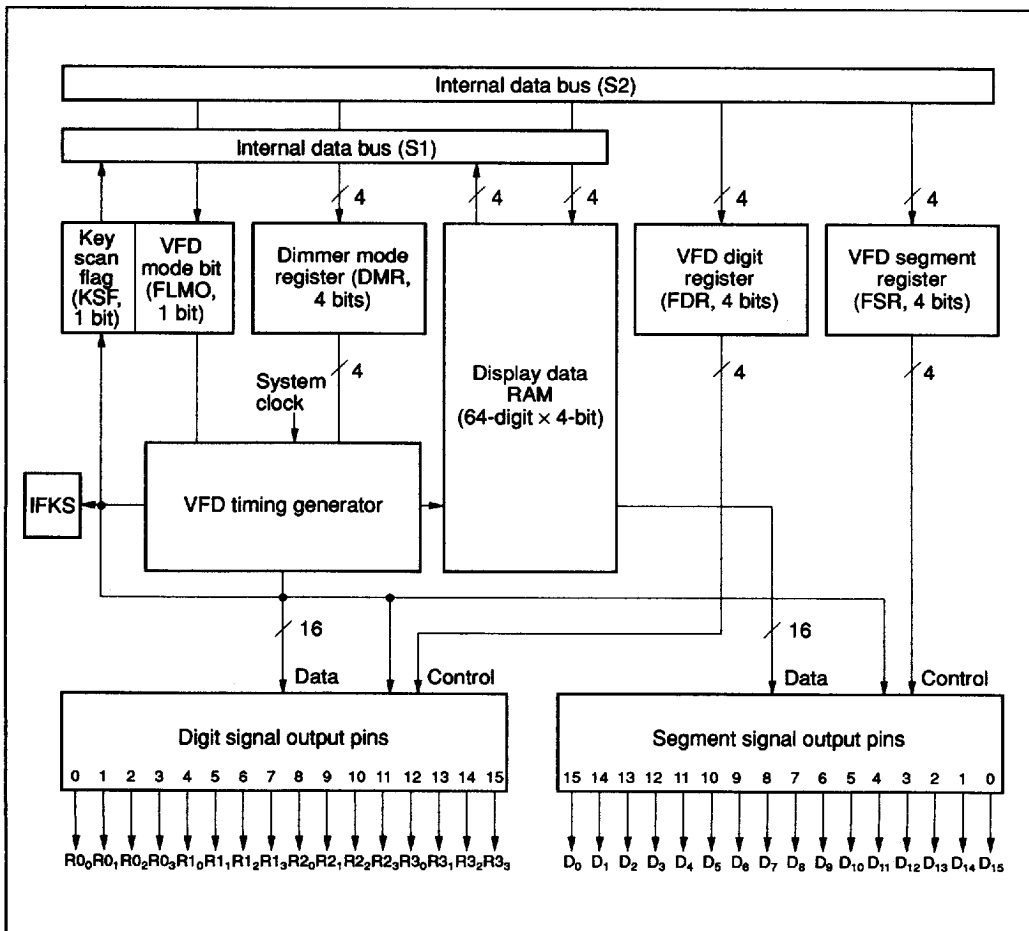 Internal data bus (S2)
Internal data bus (S1)
4
4
4
4
4
Key
scan
flag
(KSF,
1 bit)
VFD
mode bit
(FLMO,
1 bit)
Dimmer mode
register (DMR,
4 bits)
VFD digit
register
(FDR, 4 bits)
VFD segment
register
(FSR, 4 bits)
4
4
4
System
clock
Display data
RAM
(64-digit × 4-bit)
IFKS
VFD timing generator
16
16
Data
Control
Data
Control
Digit signal output pins
Segment signal output pins
0 1 2 3 4 5 6 7 8 9 10 11 12 13 14 15
15 14 13 12 11 10 9 8 7 6 5 4 3 2 1 0
R0₀ R0₁ R0₂ R0₃ R1₀ R1₁ R1₂ R1₃ R2₀ R2₁ R2₂ R2₃ R3₀ R3₁ R3₂ R3₃
D₀ D₁ D₂ D₃ D₄ D₅ D₆ D₇ D₈ D₉ D₁₀ D₁₁ D₁₂ D₁₃ D₁₄ D₁₅